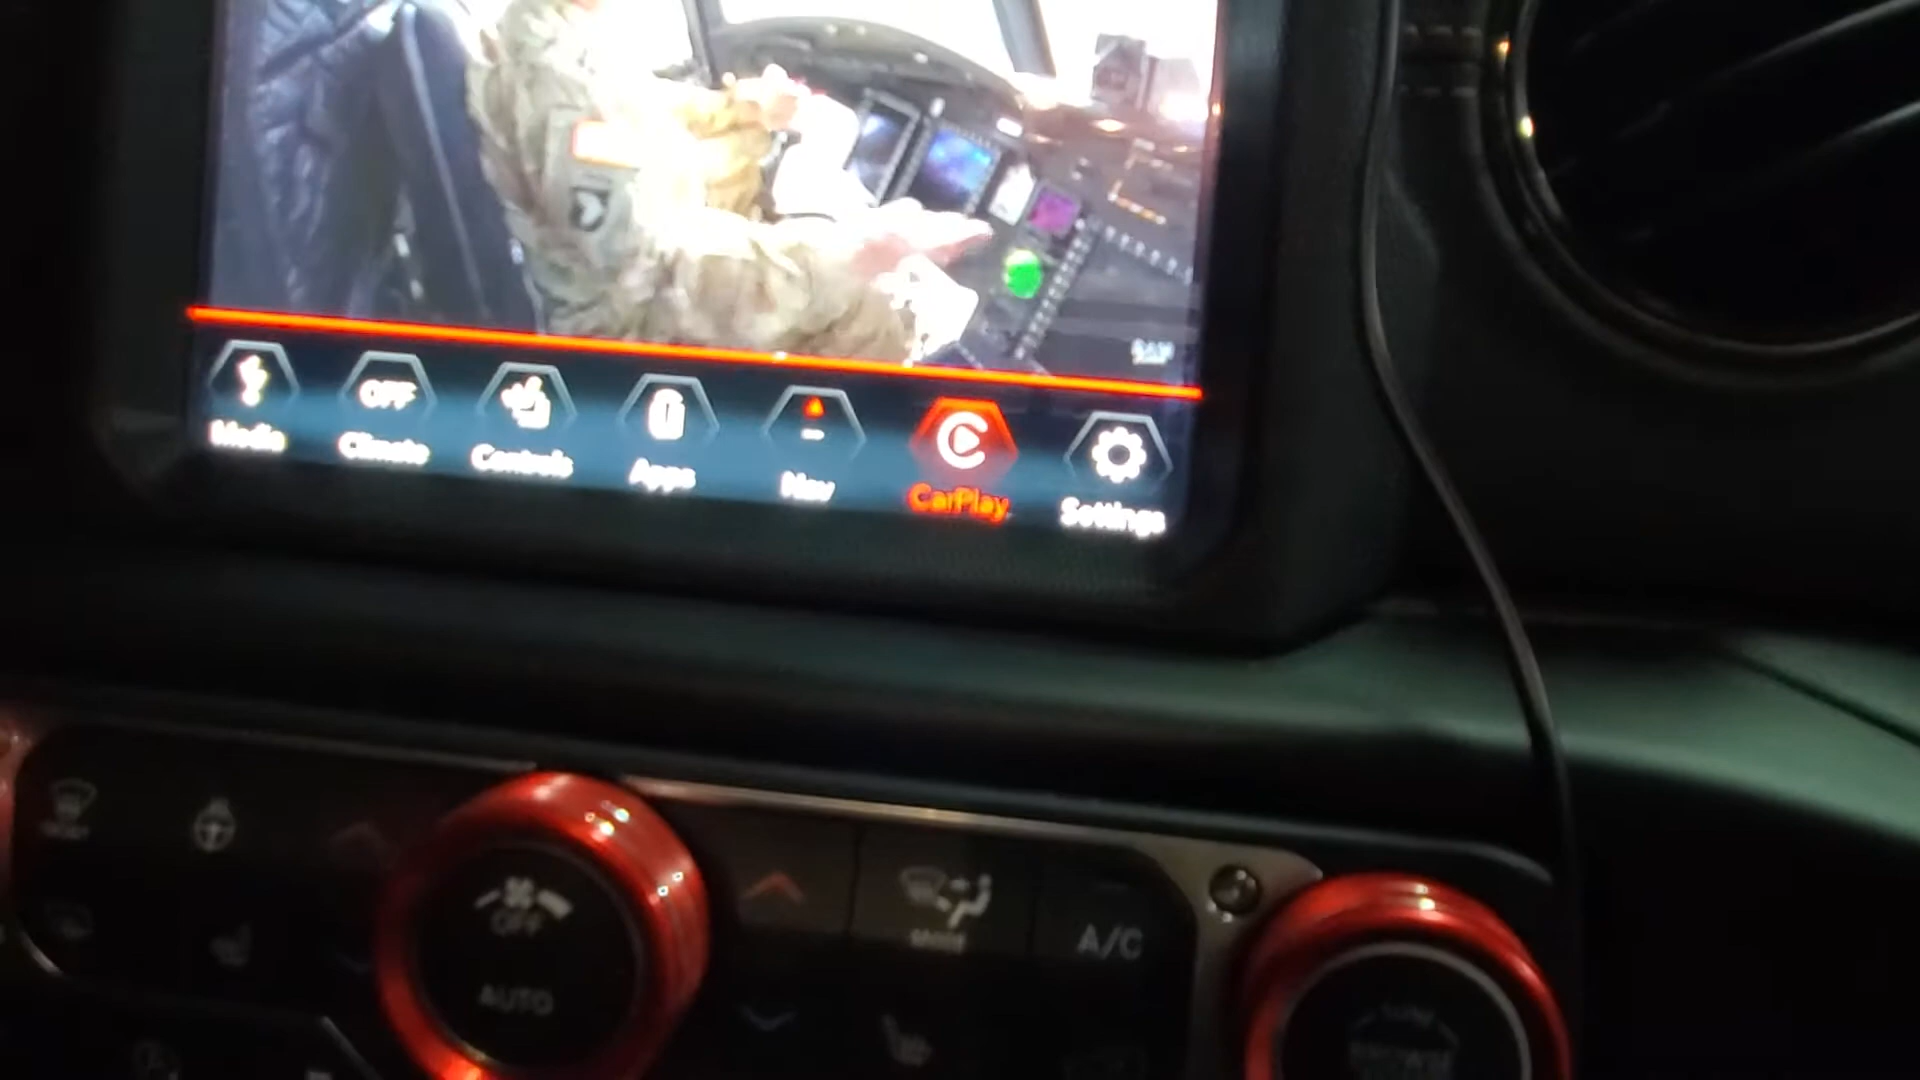 OFF
Media Climate Controls Apps Nav CarPlay Settings
OFF
AUTO
A/C